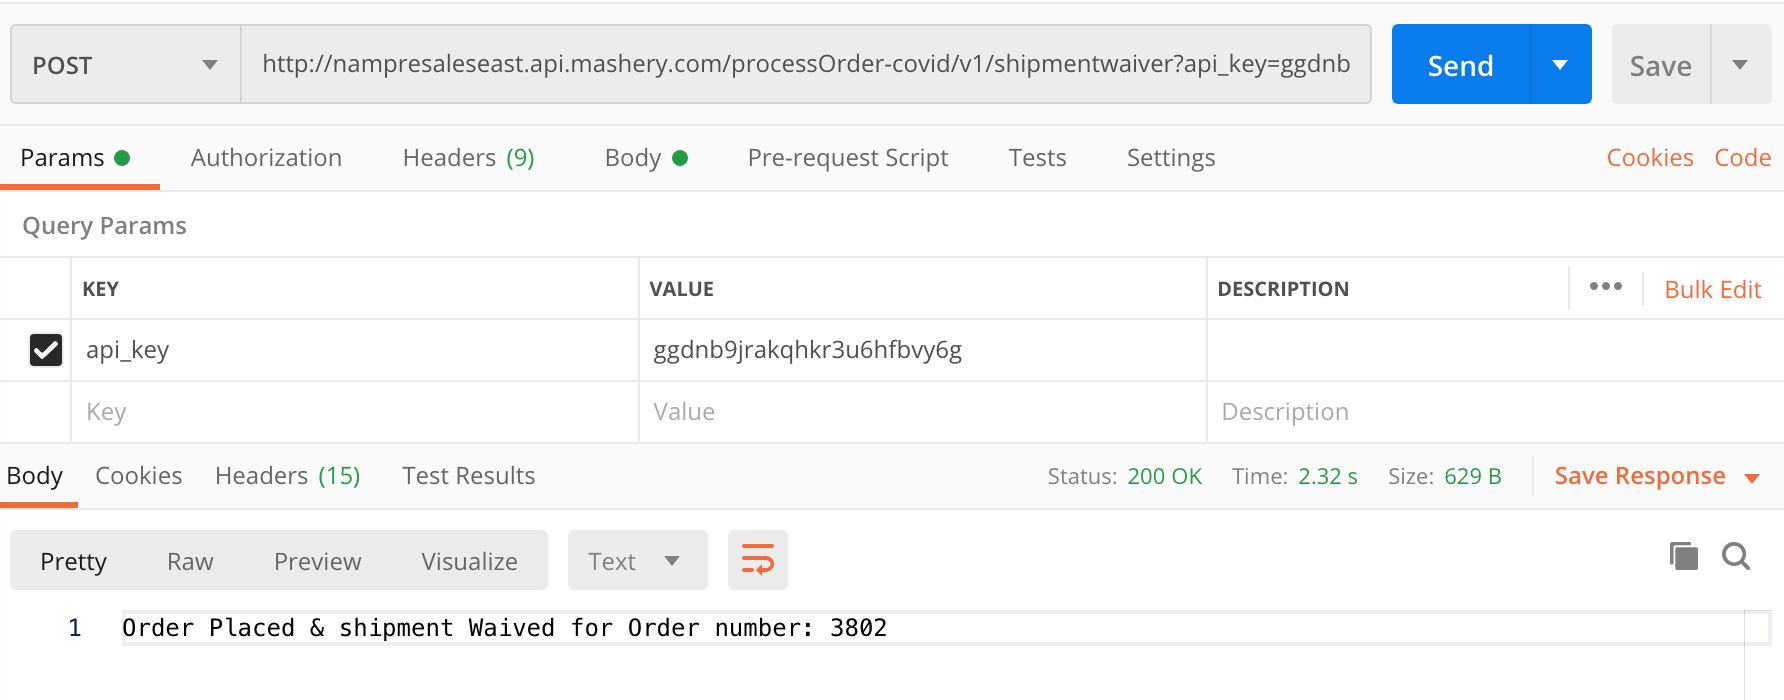 POST http://nampresaleseast.api.mashery.com/processOrder-covid/v1/shipmentwaiver?api_key=ggdnb Send Save
Params Authorization Headers (9) Body Pre-request Script Tests Settings Cookies Code
Query Params
KEY VALUE DESCRIPTION ••• Bulk Edit
api_key ggdnb9jrakqhkr3u6hfbvy6g
Key Value Description
Body Cookies Headers (15) Test Results Status: 200 OK Time: 2.32 s Size: 629 B Save Response
Pretty Raw Preview Visualize Text
1 Order Placed & shipment Waived for Order number: 3802